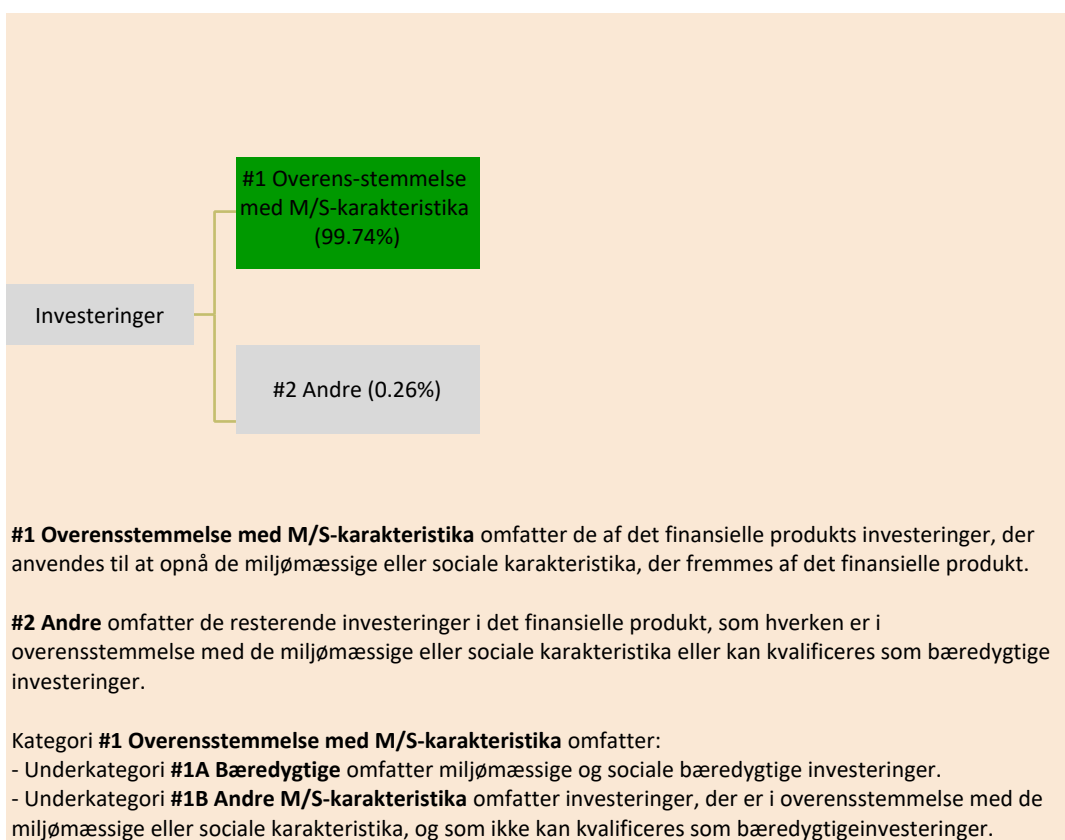 #1 Overens-stemmelse
med M/S-karakteristika
(99.74%)
Investeringer
#2 Andre (0.26%)
#1 Overensstemmelse med M/S-karakteristika omfatter de af det finansielle produkts investeringer, der
anvendes til at opnå de miljømæssige eller sociale karakteristika, der fremmes af det finansielle produkt.
#2 Andre omfatter de resterende investeringer i det finansielle produkt, som hverken er i
overensstemmelse med de miljømæssige eller sociale karakteristika eller kan kvalificeres som bæredygtige
investeringer.
Kategori #1 Overensstemmelse med M/S-karakteristika omfatter:
- Underkategori #1A Bæredygtige omfatter miljømæssige og sociale bæredygtige investeringer.
- Underkategori #1B Andre M/S-karakteristika omfatter investeringer, der er i overensstemmelse med de
miljømæssige eller sociale karakteristika, og som ikke kan kvalificeres som bæredygtigeinvesteringer.